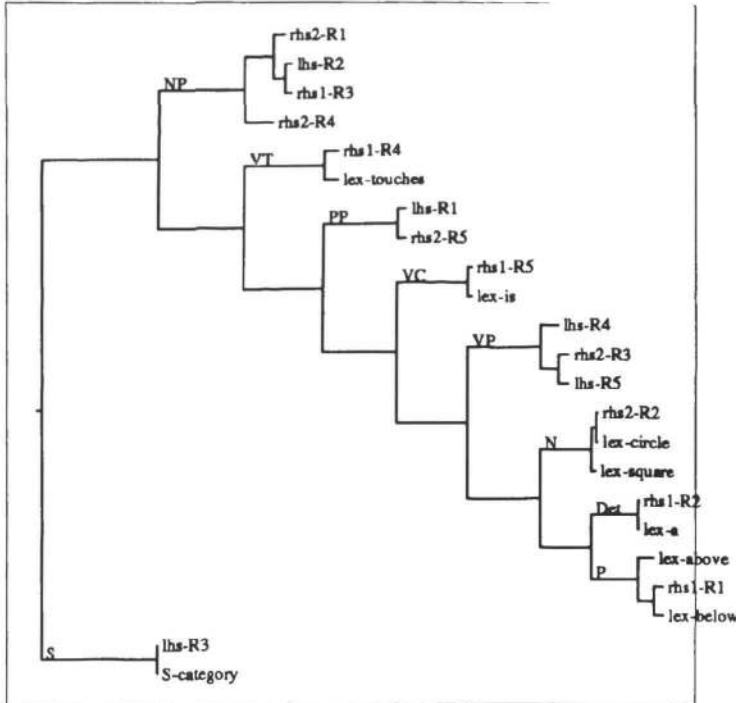 rhs2-R1
lhs-R2
NP
rhs1-R3
rhs2-R4
rhs1-R4
VT
lex-touches
lhs-R1
PP
rhs2-R5
rhs1-R5
VC
lex-is
lhs-R4
VP
rhs2-R3
lhs-R5
rhs2-R2
N
lex-circle
lex-square
rhs1-R2
Det
lex-a
lex-above
P
rhs1-R1
lex-below
lhs-R3
S
S-category